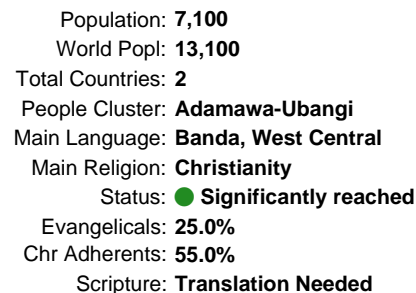 Population: 7,100
World Popl: 13,100
Total Countries: 2
People Cluster: Adamawa-Ubangi
Main Language: Banda, West Central
Main Religion: Christianity
Status: Significantly reached
Evangelicals: 25.0%
Chr Adherents: 55.0%
Scripture: Translation Needed